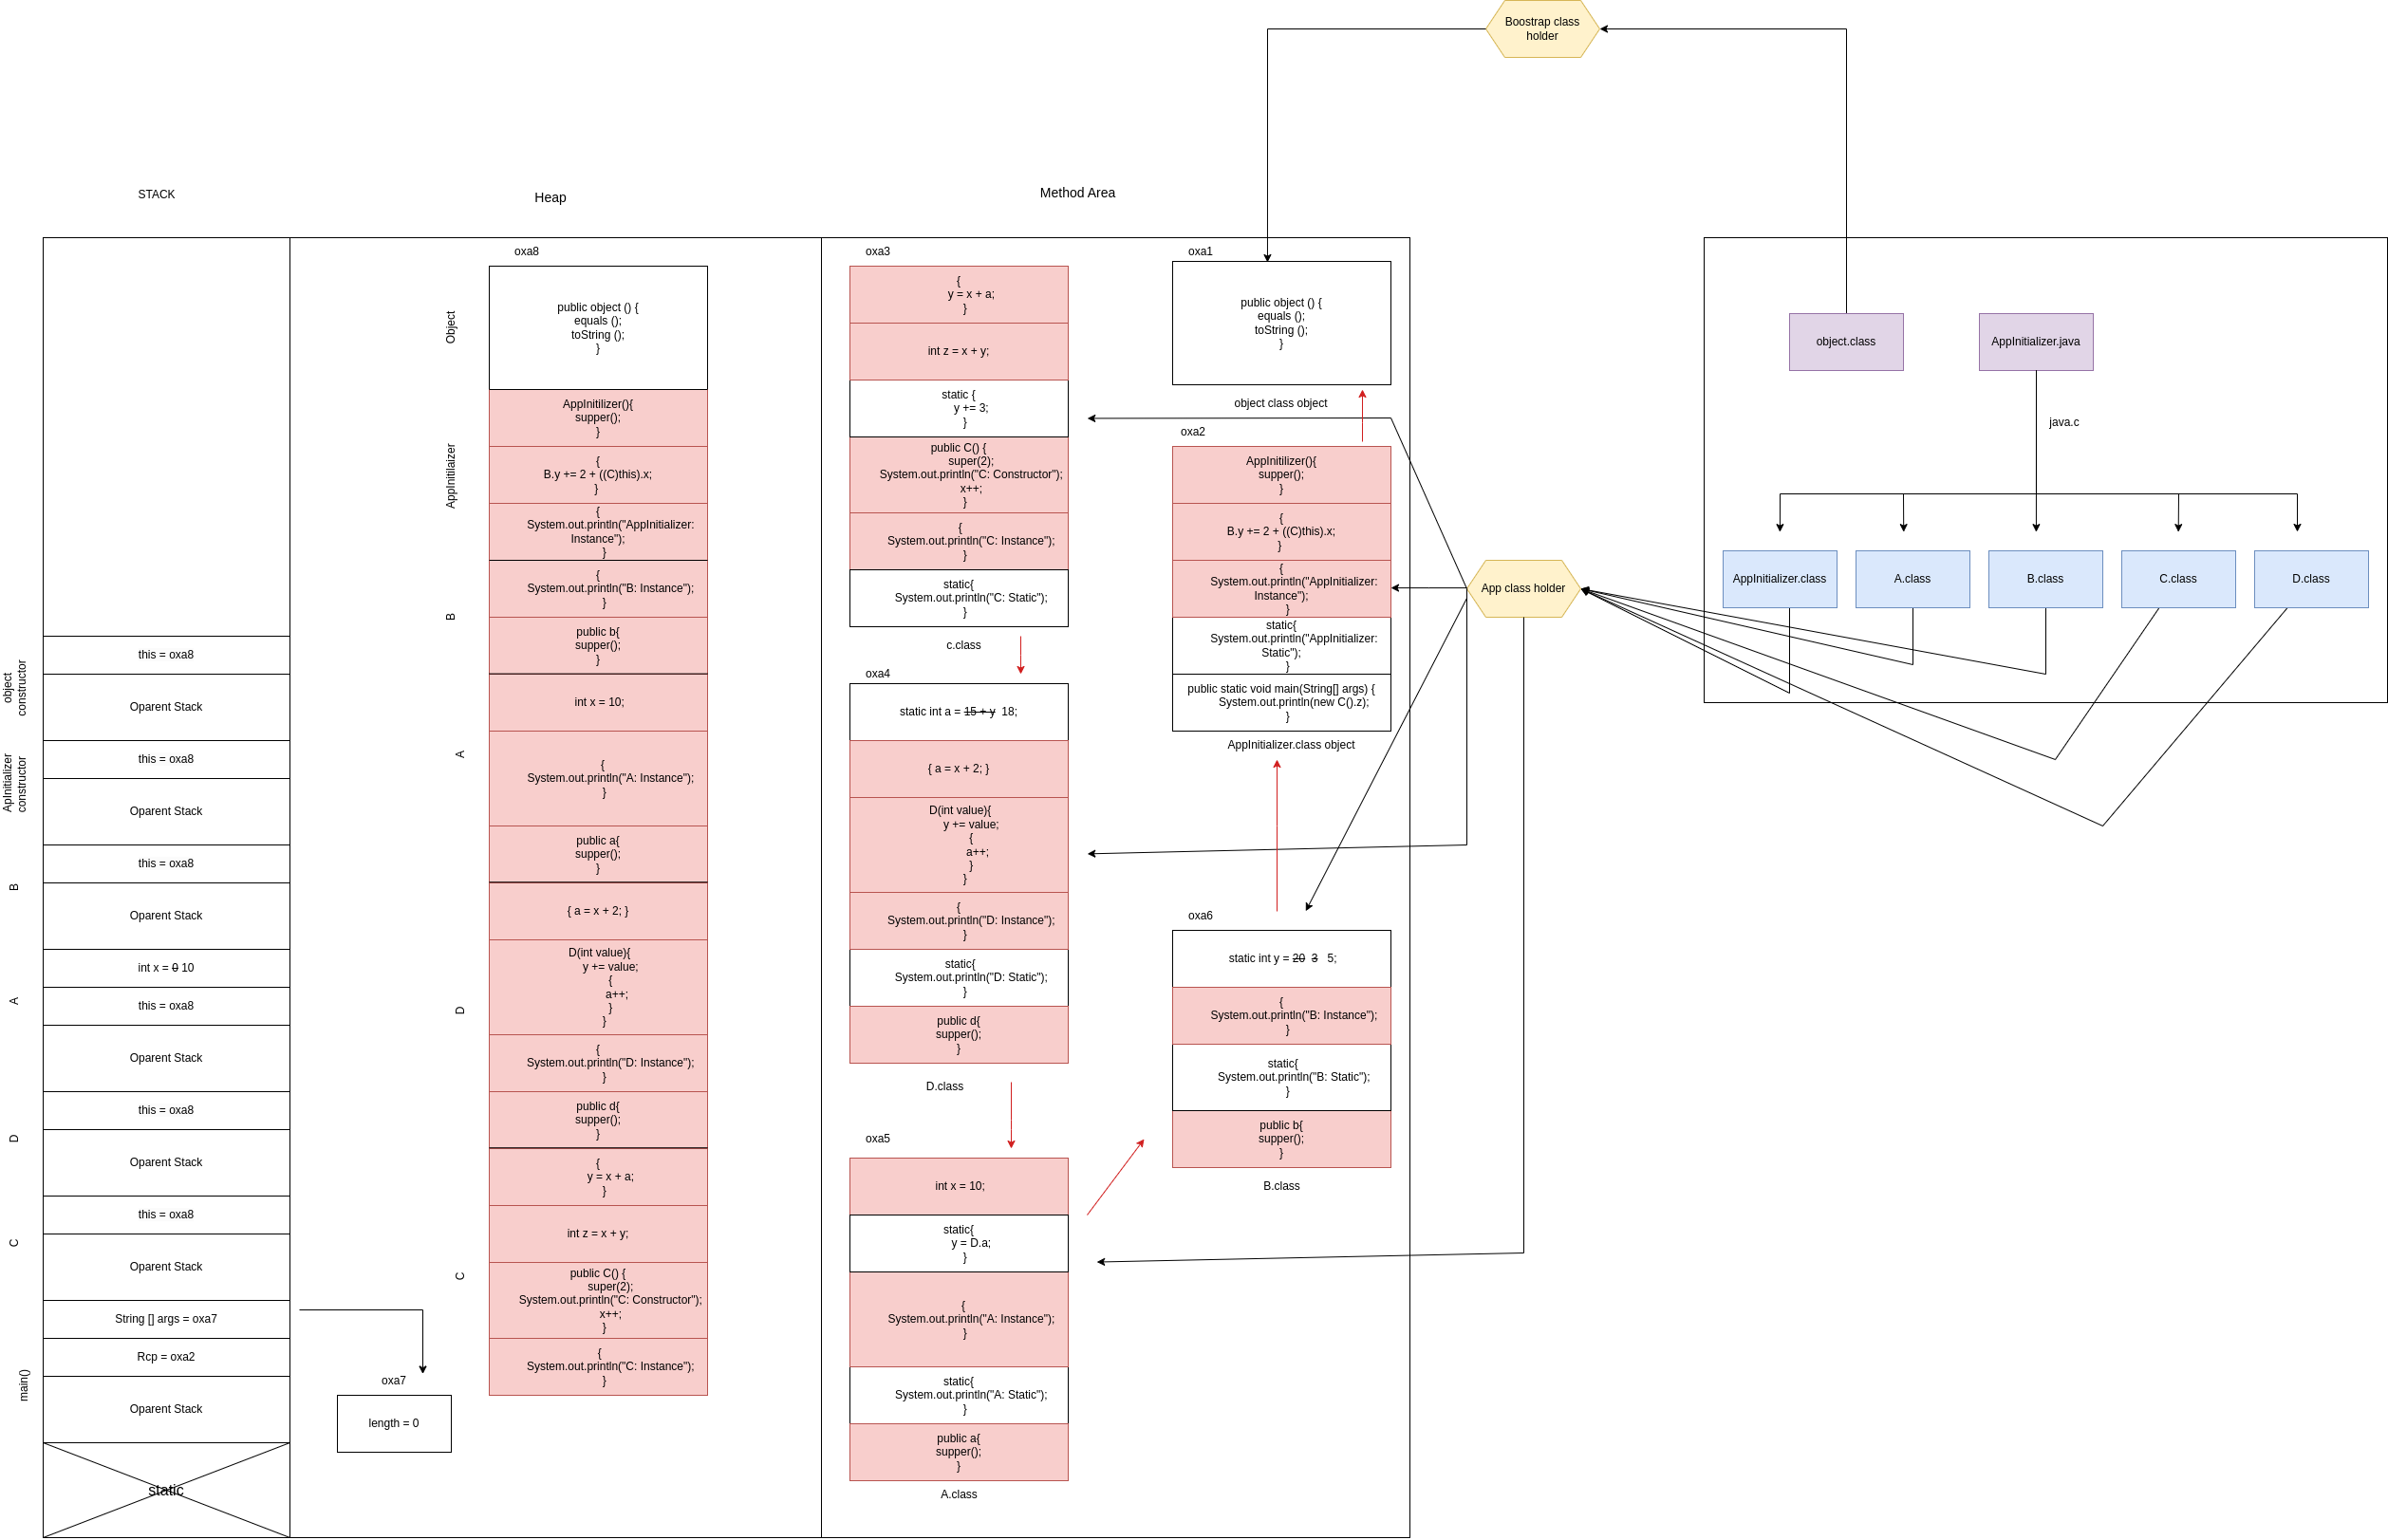 Boostrap class
holder
STACK
Heap
Method Area
this = oxa8
object
constructor
Oparent Stack
this = oxa8
ApInitializer
constructor
Oparent Stack
this = oxa8
B
Oparent Stack
int x = 0 10
A
this = oxa8
Oparent Stack
this = oxa8
D
Oparent Stack
this = oxa8
C
Oparent Stack
String [] args = oxa7
Rcp = oxa2
main()
Oparent Stack
static
oxa7
length = 0
oxa8
Object
public object () {
equals ();
toString ();
}
AppInitilaizer
AppInitilizer(){
supper();
}
{
B.y += 2 + ((C)this).x;
}
{
System.out.println("AppInitializer:
Instance");
}
B
{
System.out.println("B: Instance");
}
public b{
supper();
}
A
int x = 10;
{
System.out.println("A: Instance");
}
public a{
supper();
}
D
{ a = x + 2; }
D(int value){
y += value;
{
a++;
}
}
{
System.out.println("D: Instance");
}
public d{
supper();
}
C
{
y = x + a;
}
int z = x + y;
public C() {
super(2);
System.out.println("C: Constructor");
x++;
}
{
System.out.println("C: Instance");
}
oxa3
{
y = x + a;
}
int z = x + y;
static {
y += 3;
}
public C() {
super(2);
System.out.println("C: Constructor");
x++;
}
{
System.out.println("C: Instance");
}
static{
System.out.println("C: Static");
}
c.class
oxa4
static int a = 15 + y 18;
{ a = x + 2; }
D(int value){
y += value;
{
a++;
}
}
{
System.out.println("D: Instance");
}
static{
System.out.println("D: Static");
}
public d{
supper();
}
D.class
oxa5
int x = 10;
static{
y = D.a;
}
{
System.out.println("A: Instance");
}
static{
System.out.println("A: Static");
}
public a{
supper();
}
A.class
oxa1
public object () {
equals ();
toString ();
}
object class object
oxa2
AppInitilizer(){
supper();
}
{
B.y += 2 + ((C)this).x;
}
{
System.out.println("AppInitializer:
Instance");
}
static{
System.out.println("AppInitializer:
Static");
}
public static void main(String[] args) {
System.out.println(new C().z);
}
AppInitializer.class object
oxa6
static int y = 20 3 5;
{
System.out.println("B: Instance");
}
static{
System.out.println("B: Static");
}
public b{
supper();
}
B.class
App class holder
object.class
AppInitializer.java
java.c
AppInitializer.class
A.class
B.class
C.class
D.class